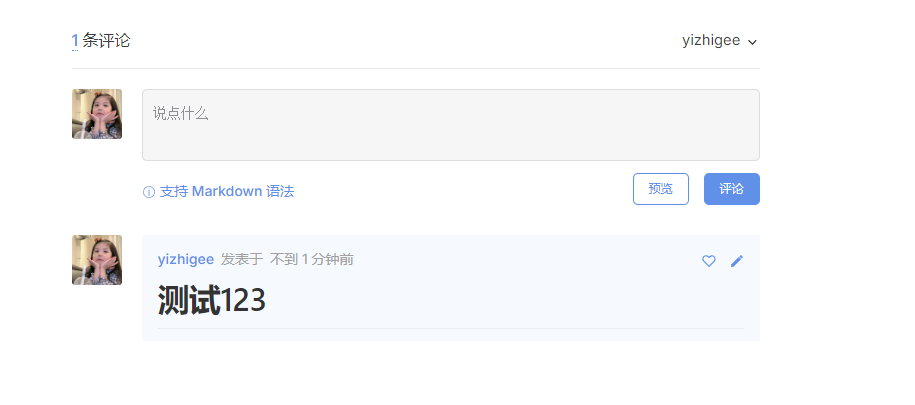 1 条评论
yizhigee
说点什么
支持 Markdown 语法
预览
评论
yizhigee 发表于 不到 1 分钟前
测试123